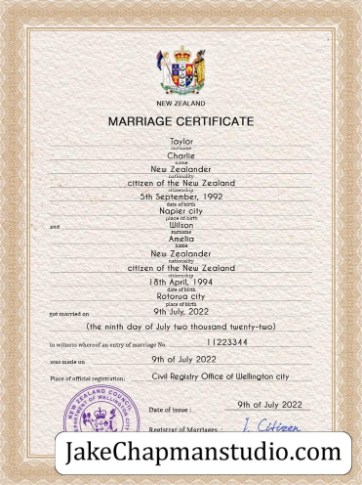 NEW ZEALAND
MARRIAGE CERTIFICATE
Taylor
surname
Charlie
name
New Zealander
nationality
citizen of the New Zealand
citizenship
5th September, 1992
date of birth
Napier city
place of birth
and Wilson
surname
Amelia
name
New Zealander
nationality
citizen of the New Zealand
citizenship
18th April, 1994
date of birth
Rotorua city
place of birth
got married on 9th July, 2022
(the ninth day of July two thousand twenty-two)
in witness whereof an entry of marriage No. 11223344
was made on 9th of July 2022
Place of official registration: Civil Registry Office of Wellington city
NEW ZEALAND COUNCIL
Date of issue : 9th of July 2022
Registrar of Marriages : J. Citizen
JakeChapmanstudio.com